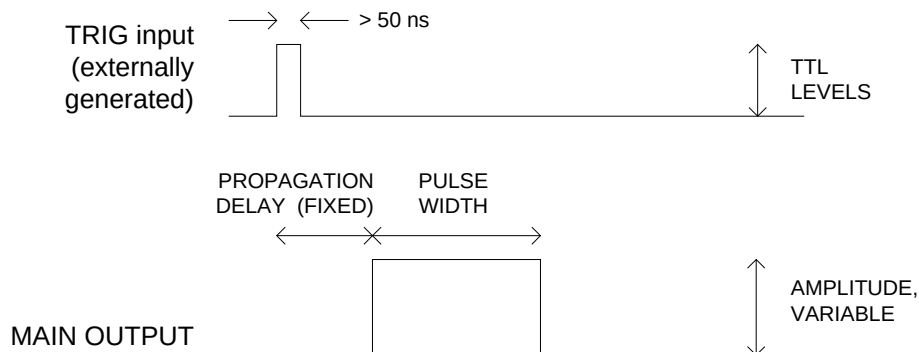 > 50 ns
TRIG input
(externally
generated)
TTL
LEVELS
PROPAGATION
DELAY (FIXED)
PULSE
WIDTH
AMPLITUDE,
VARIABLE
MAIN OUTPUT